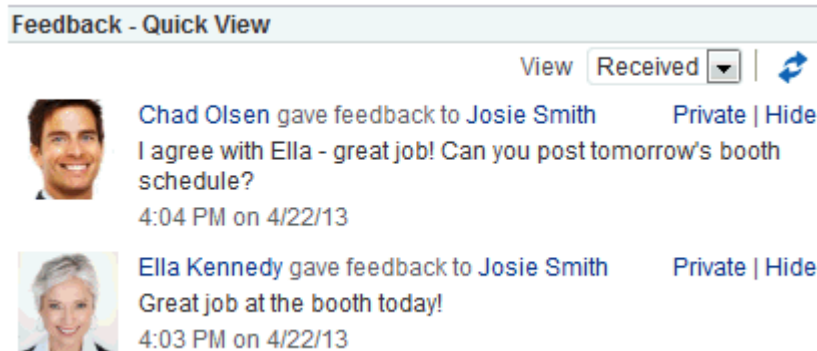 Feedback - Quick View
View Received
Chad Olsen gave feedback to Josie Smith Private | Hide
I agree with Ella - great job! Can you post tomorrow's booth
schedule?
4:04 PM on 4/22/13
Ella Kennedy gave feedback to Josie Smith Private | Hide
Great job at the booth today!
4:03 PM on 4/22/13